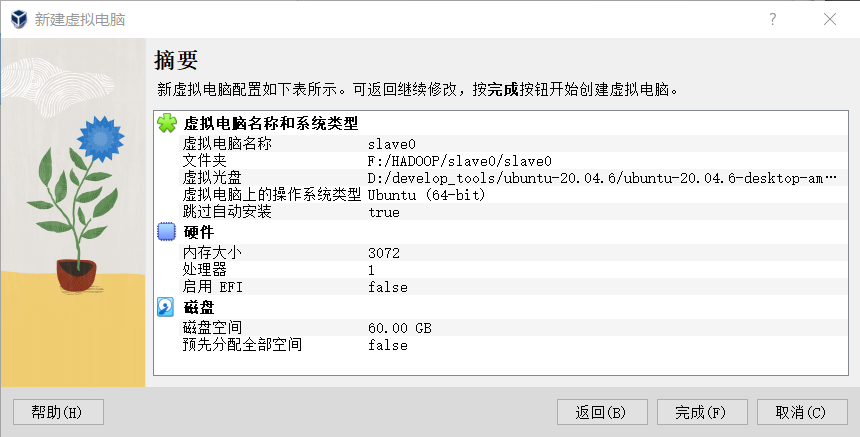 新建虚拟电脑
?
摘要
新虚拟电脑配置如下表所示。可返回继续修改，按完成按钮开始创建虚拟电脑。
虚拟电脑名称和系统类型
虚拟电脑名称 slave0
文件夹 F:/HADOOP/slave0/slave0
虚拟光盘 D:/develop_tools/ubuntu-20.04.6/ubuntu-20.04.6-desktop-am…
虚拟电脑上的操作系统类型 Ubuntu (64-bit)
跳过自动安装 true
硬件
内存大小 3072
处理器 1
启用 EFI false
磁盘
磁盘空间 60.00 GB
预先分配全部空间 false
帮助(H) 返回(B) 完成(F) 取消(C)